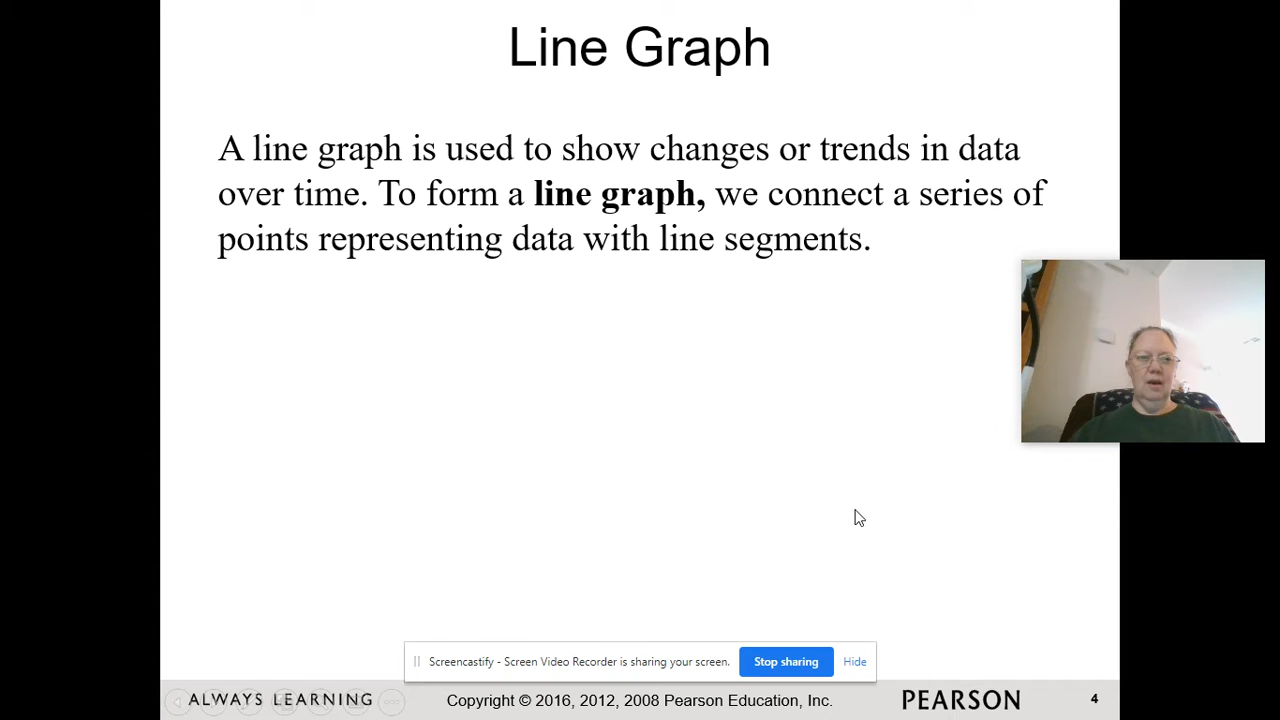 Line Graph
A line graph is used to show changes or trends in data
over time. To form a line graph, we connect a series of
points representing data with line segments.
Screencastify - Screen Video Recorder is sharing your screen. Stop sharing Hide
ALWAYS LEARNING Copyright © 2016, 2012, 2008 Pearson Education, Inc. PEARSON 4